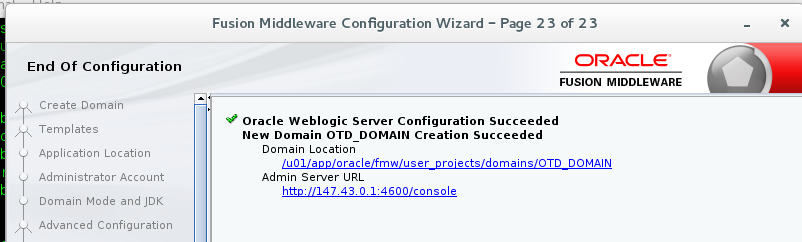 Fusion Middleware Configuration Wizard – Page 23 of 23
End Of Configuration
ORACLE
FUSION MIDDLEWARE
Create Domain
Templates
Application Location
Administrator Account
Domain Mode and JDK
Advanced Configuration
Oracle Weblogic Server Configuration Succeeded
New Domain OTD_DOMAIN Creation Succeeded
Domain Location
/u01/app/oracle/fmw/user_projects/domains/OTD_DOMAIN
Admin Server URL
http://147.43.0.1:4600/console